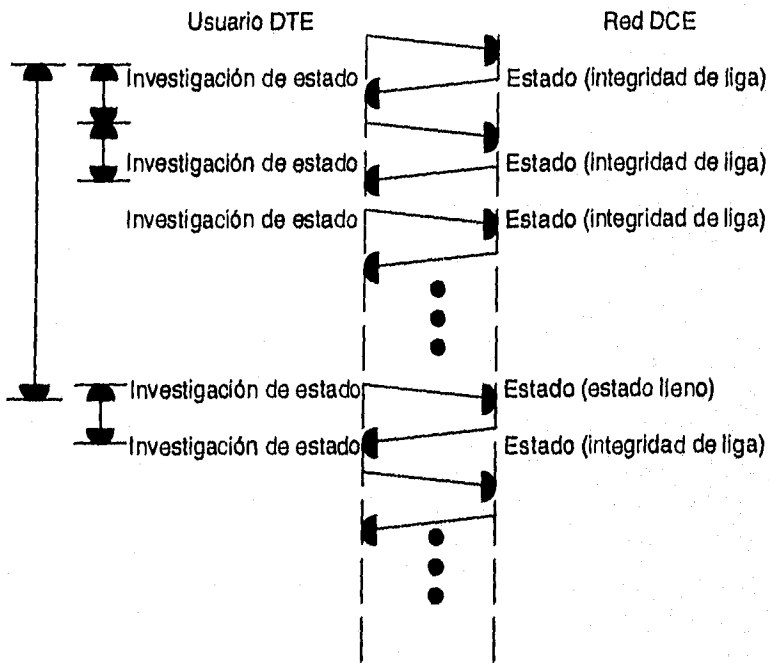 Usuario DTE Red DCE
Investigación de estado Estado (integridad de liga)
Investigación de estado Estado (integridad de liga)
Investigación de estado Estado (integridad de liga)
Investigación de estado Estado (estado lleno)
Investigación de estado Estado (integridad de liga)